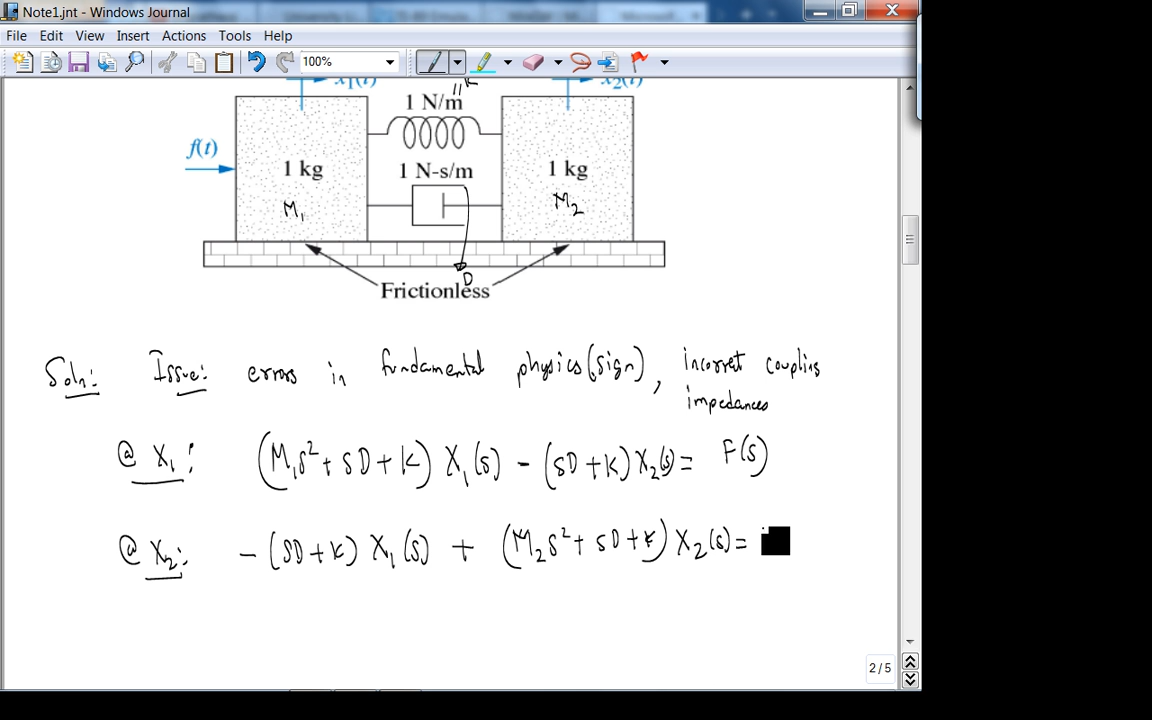 Note1.jnt - Windows Journal
File Edit View Insert Actions Tools Help
100%
x1(t) x2(t)
K
1 N/m
f(t)
1 kg 1 N-s/m 1 kg
M1 M2
D
Frictionless
Soln: Issue: errors in fundamental physics (sign), incorret coupling
impedances
@ X1: (M1s²+ SD + K) X1(s) - (SD + K) X2(s) = F(s)
@ X2: - (SD + K) X1(s) + (M2s²+ SD + K) X2(s) =
2 / 5